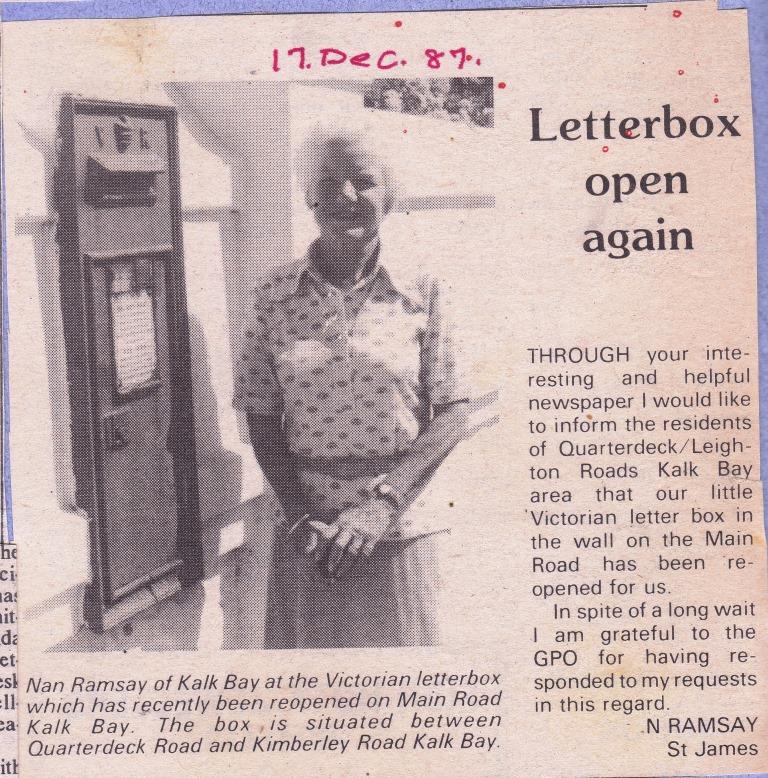 17. Dec. 87.
Letterbox
open
again
THROUGH your inte-
resting and helpful
newspaper I would like
to inform the residents
of Quarterdeck/Leigh-
ton Roads Kalk Bay
area that our little
Victorian letter box in
the wall on the Main
Road has been re-
opened for us.
In spite of a long wait
I am grateful to the
GPO for having re-
sponded to my requests
in this regard.
N RAMSAY
St James
Nan Ramsay of Kalk Bay at the Victorian letterbox
which has recently been reopened on Main Road
Kalk Bay. The box is situated between
Quarterdeck Road and Kimberley Road Kalk Bay.